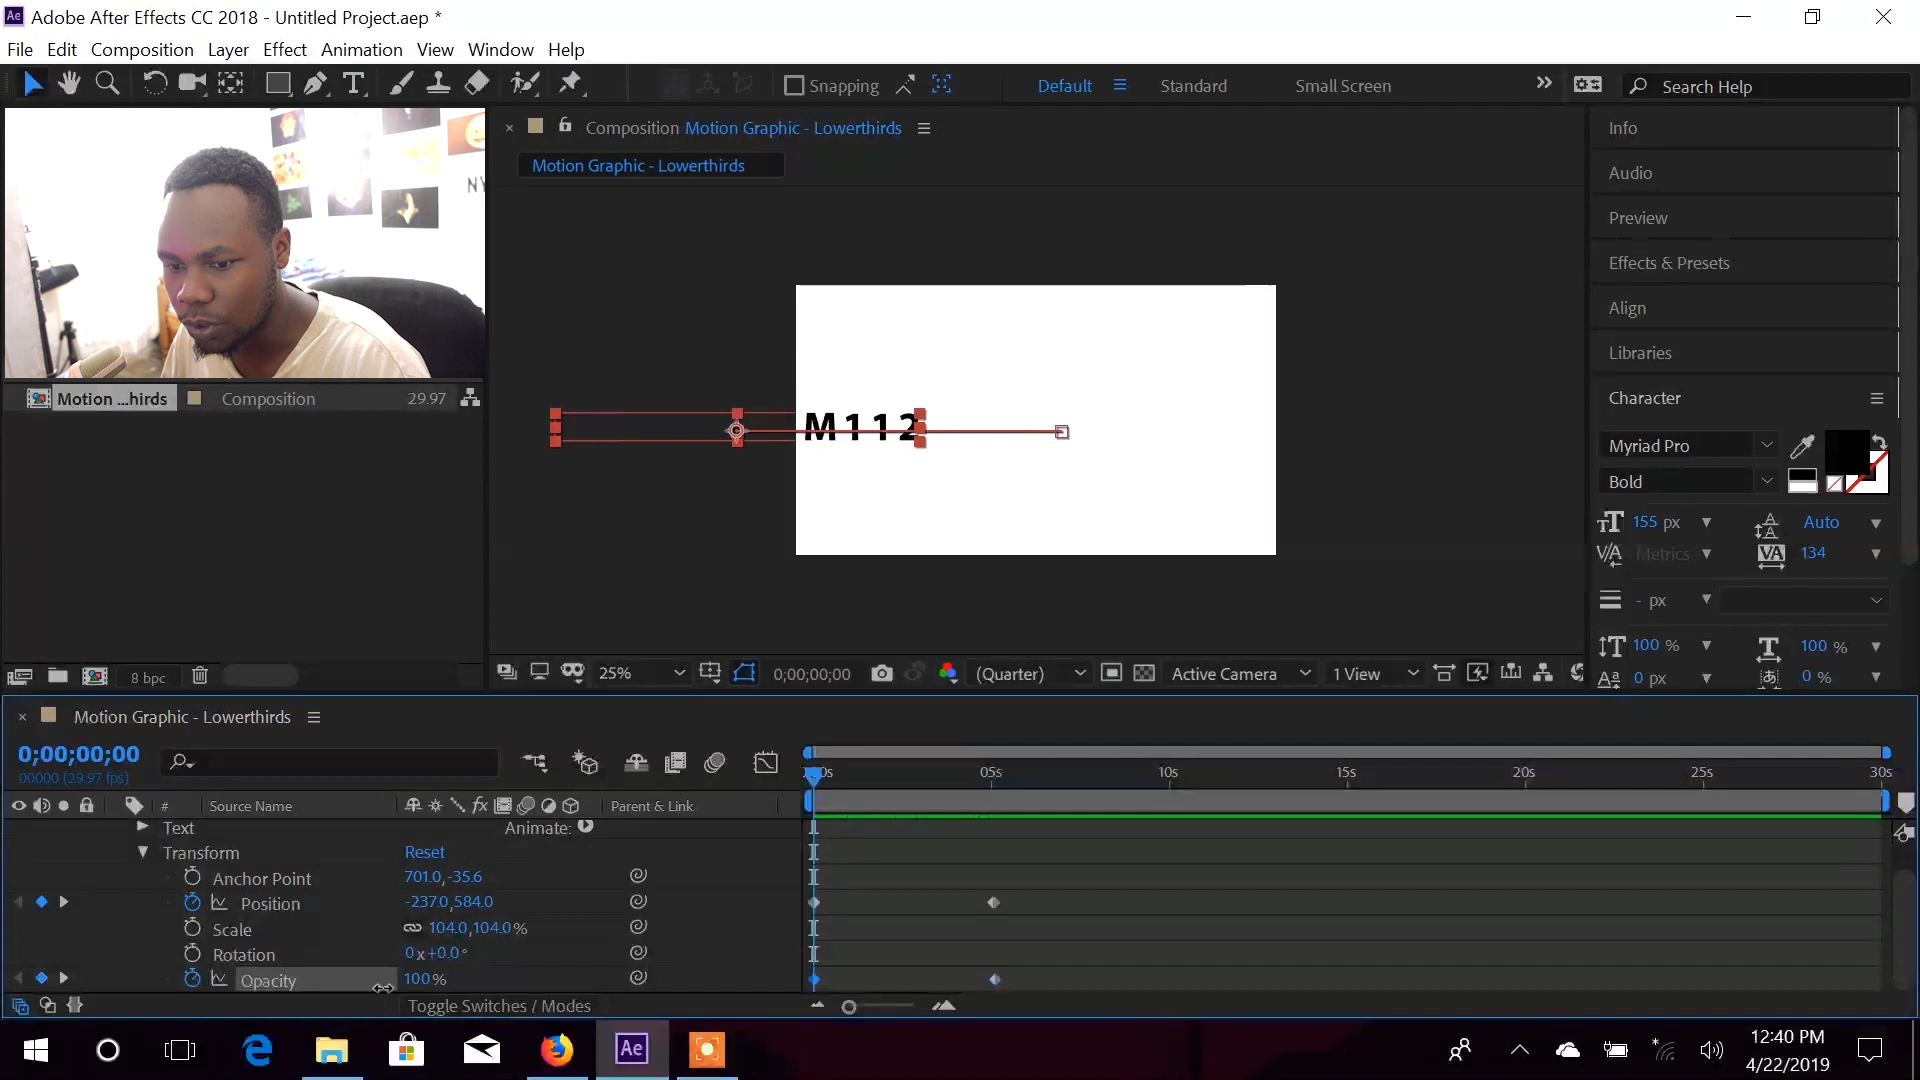 Ae Adobe After Effects CC 2018 - Untitled Project.aep *
File Edit Composition Layer Effect Animation View Window Help
T Snapping Default Standard Small Screen Search Help
NY
Motion ...hirds Composition 29.97
8 bpc
Composition Motion Graphic - Lowerthirds
Motion Graphic - Lowerthirds
M112
25% 0;00;00;00 (Quarter) Active Camera 1 View
Info
Audio
Preview
Effects & Presets
Align
Libraries
Character
Myriad Pro
Bold
155 px Auto
Metrics 134
- px
100 % 100 %
0 px 0 %
Motion Graphic - Lowerthirds
0;00;00;00
00000 (29.97 fps)
05s 10s 15s 20s 25s 30s
# Source Name fx Parent & Link
Text Animate:
Transform Reset
Anchor Point 701.0,-35.6
Position -237.0,584.0
Scale 104.0,104.0%
Rotation 0x+0.0°
Opacity 100%
Toggle Switches / Modes
Ae
12:40 PM
4/22/2019